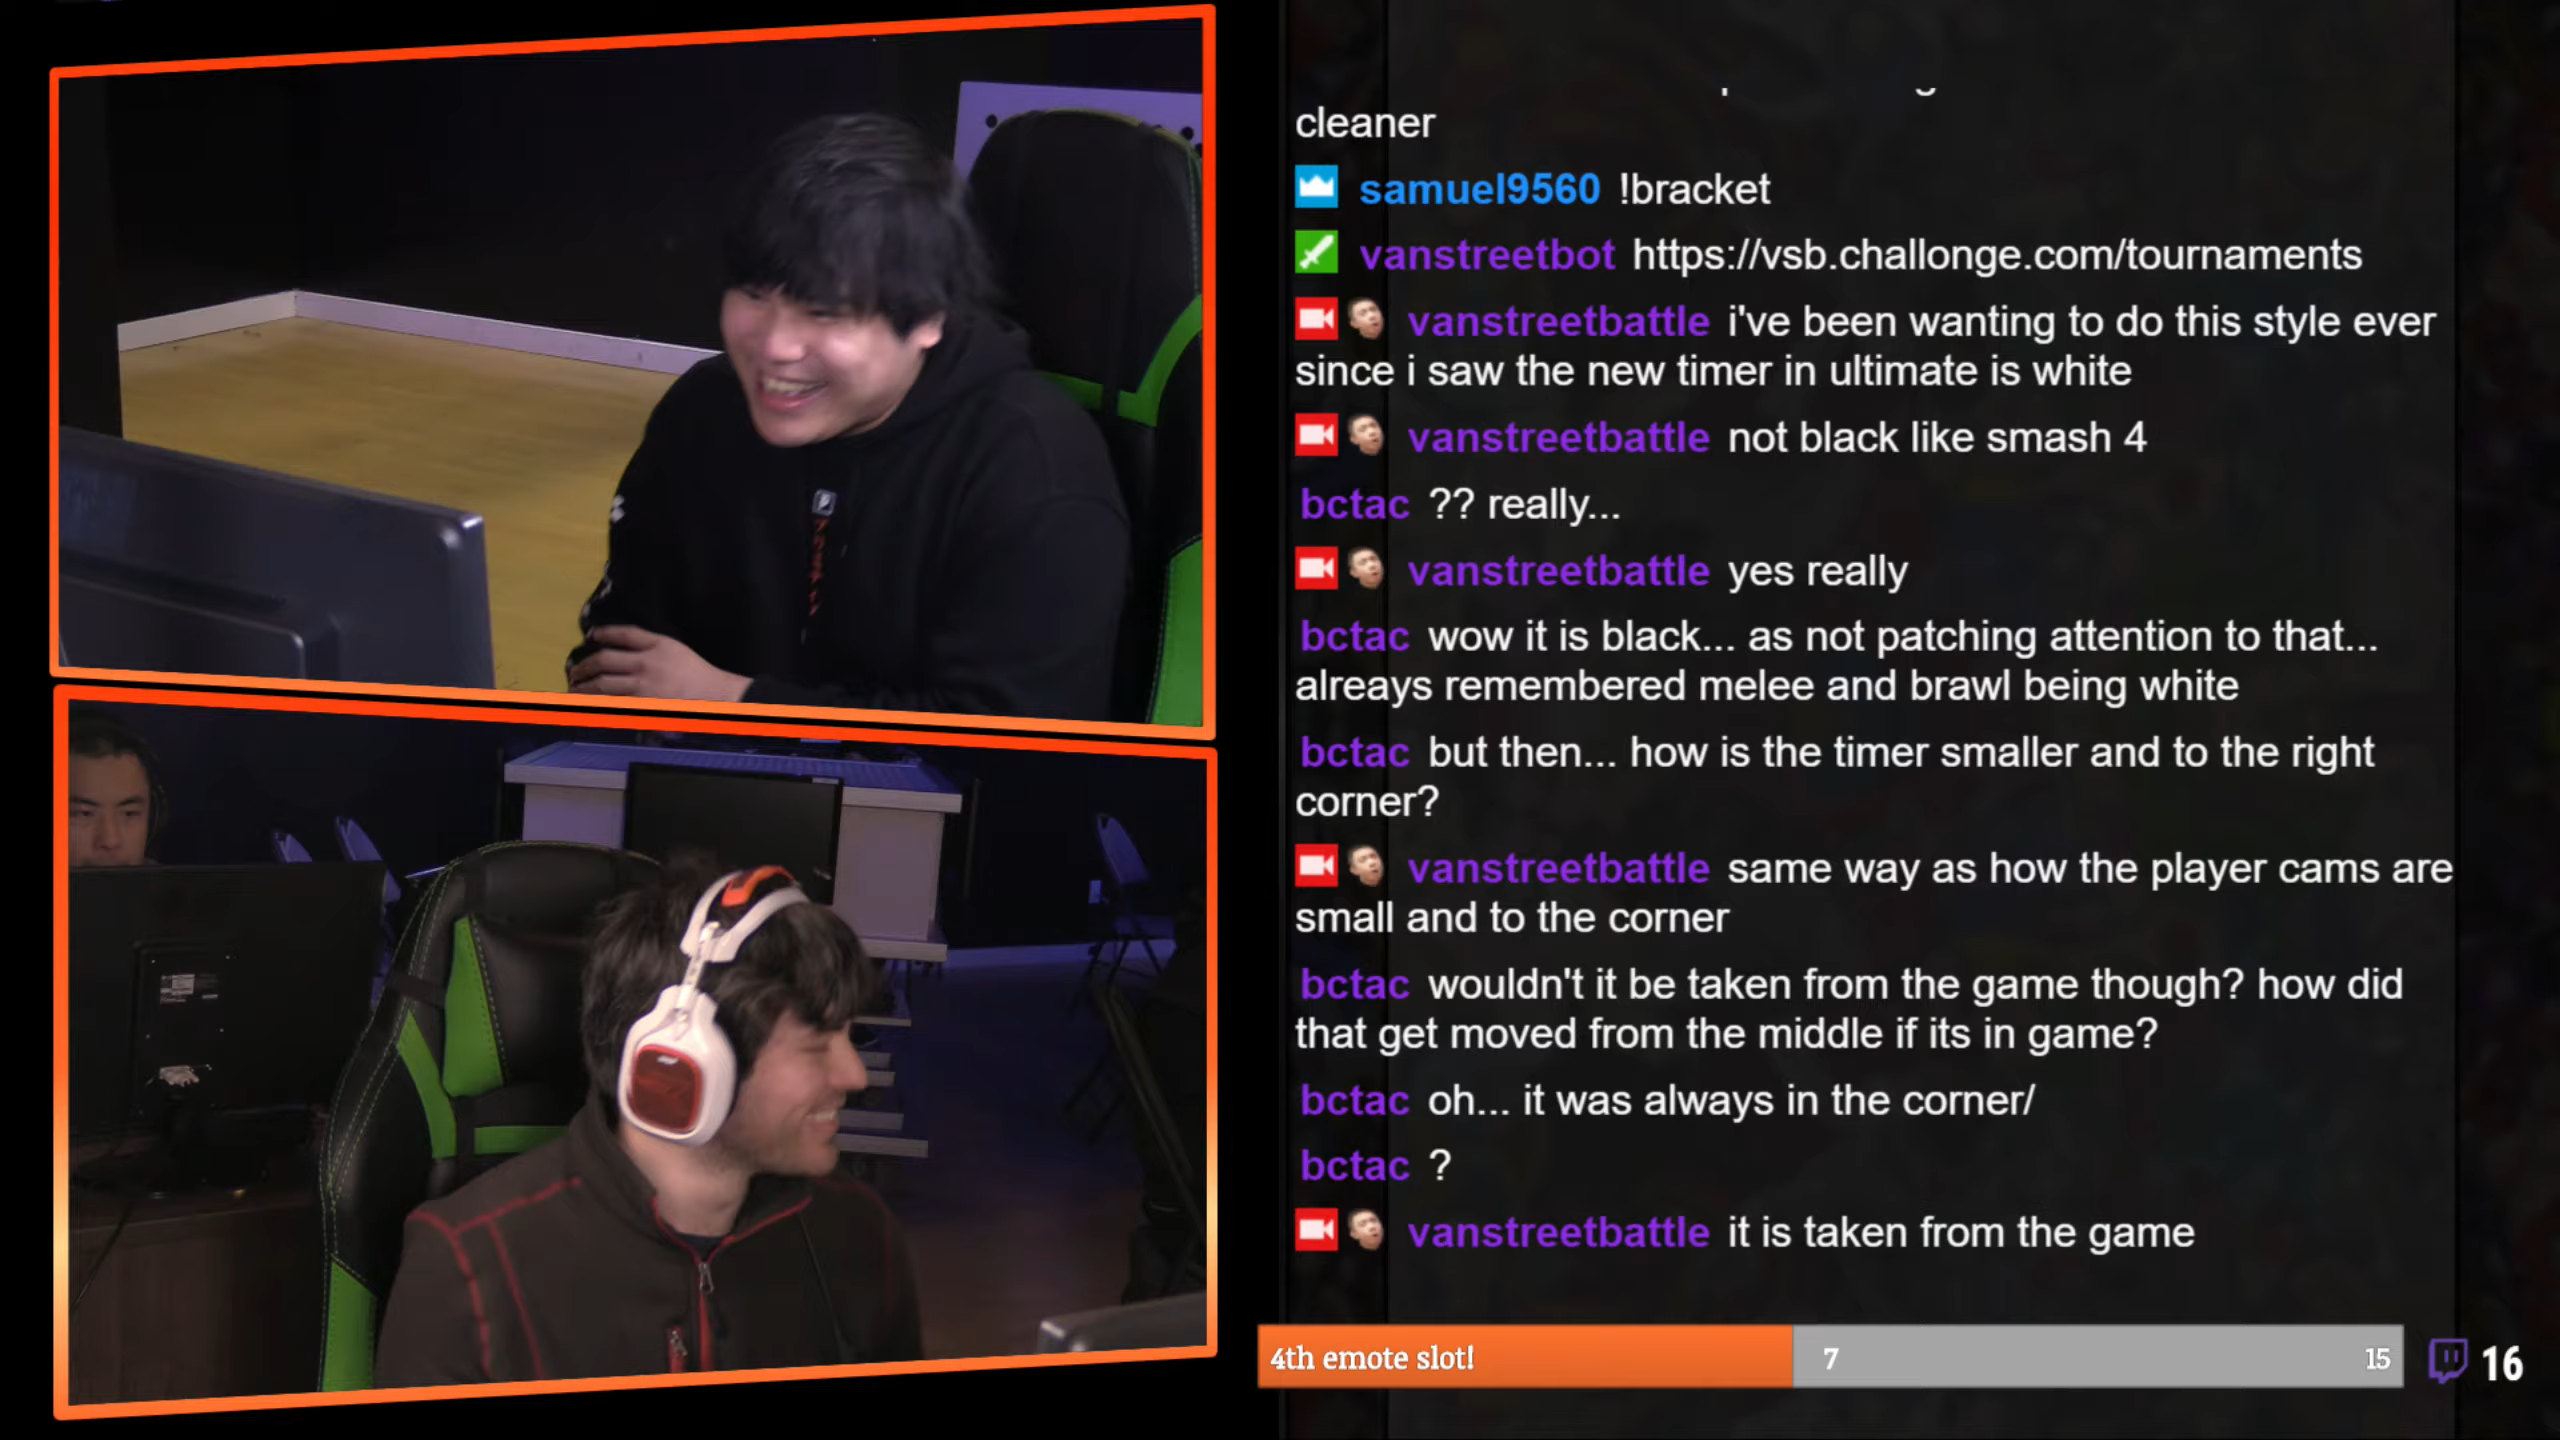 cleaner
samuel9560 !bracket
vanstreetbot https://vsb.challonge.com/tournaments
vanstreetbattle i've been wanting to do this style ever
since i saw the new timer in ultimate is white
vanstreetbattle not black like smash 4
bctac ?? really...
vanstreetbattle yes really
bctac wow it is black... as not patching attention to that...
alreays remembered melee and brawl being white
bctac but then... how is the timer smaller and to the right
corner?
vanstreetbattle same way as how the player cams are
small and to the corner
bctac wouldn't it be taken from the game though? how did
that get moved from the middle if its in game?
bctac oh... it was always in the corner/
bctac ?
vanstreetbattle it is taken from the game
4th emote slot! 7 15 16